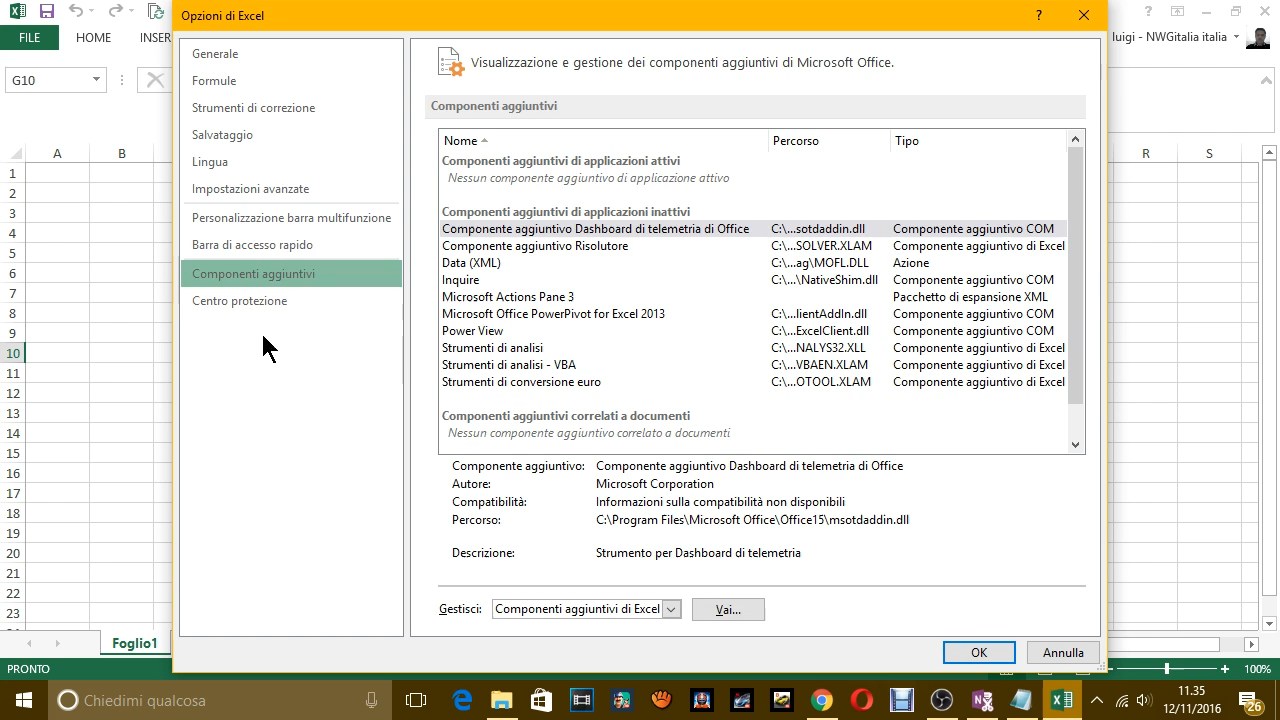 Opzioni di Excel
?
FILE
HOME
INSER
luigi - NWGitalia italia
G10
Generale
Formule
Strumenti di correzione
Salvataggio
Lingua
Impostazioni avanzate
Personalizzazione barra multifunzione
Barra di accesso rapido
Componenti aggiuntivi
Centro protezione
Visualizzazione e gestione dei componenti aggiuntivi di Microsoft Office.
Componenti aggiuntivi
Nome Percorso Tipo
Componenti aggiuntivi di applicazioni attivi
Nessun componente aggiuntivo di applicazione attivo
Componenti aggiuntivi di applicazioni inattivi
Componente aggiuntivo Dashboard di telemetria di Office C:\...sotdaddin.dll Componente aggiuntivo COM
Componente aggiuntivo Risolutore C:\...SOLVER.XLAM Componente aggiuntivo di Excel
Data (XML) C:\...ag\MOFL.DLL Azione
Inquire C:\...\NativeShim.dll Componente aggiuntivo COM
Microsoft Actions Pane 3 Pacchetto di espansione XML
Microsoft Office PowerPivot for Excel 2013 C:\...lientAddIn.dll Componente aggiuntivo COM
Power View C:\...ExcelClient.dll Componente aggiuntivo COM
Strumenti di analisi C:\...NALYS32.XLL Componente aggiuntivo di Excel
Strumenti di analisi - VBA C:\...VBAEN.XLAM Componente aggiuntivo di Excel
Strumenti di conversione euro C:\...OTOOL.XLAM Componente aggiuntivo di Excel
Componenti aggiuntivi correlati a documenti
Nessun componente aggiuntivo correlato a documenti
Componente aggiuntivo: Componente aggiuntivo Dashboard di telemetria di Office
Autore: Microsoft Corporation
Compatibilità: Informazioni sulla compatibilità non disponibili
Percorso: C:\Program Files\Microsoft Office\Office15\msotdaddin.dll
Descrizione: Strumento per Dashboard di telemetria
Gestisci: Componenti aggiuntivi di Excel Vai...
OK Annulla
A B R S
1
2
3
4
5
6
7
8
9
10
11
12
13
14
15
16
17
18
19
20
21
22
23
Foglio1
PRONTO
100%
Chiedimi qualcosa
11.35
12/11/2016
26